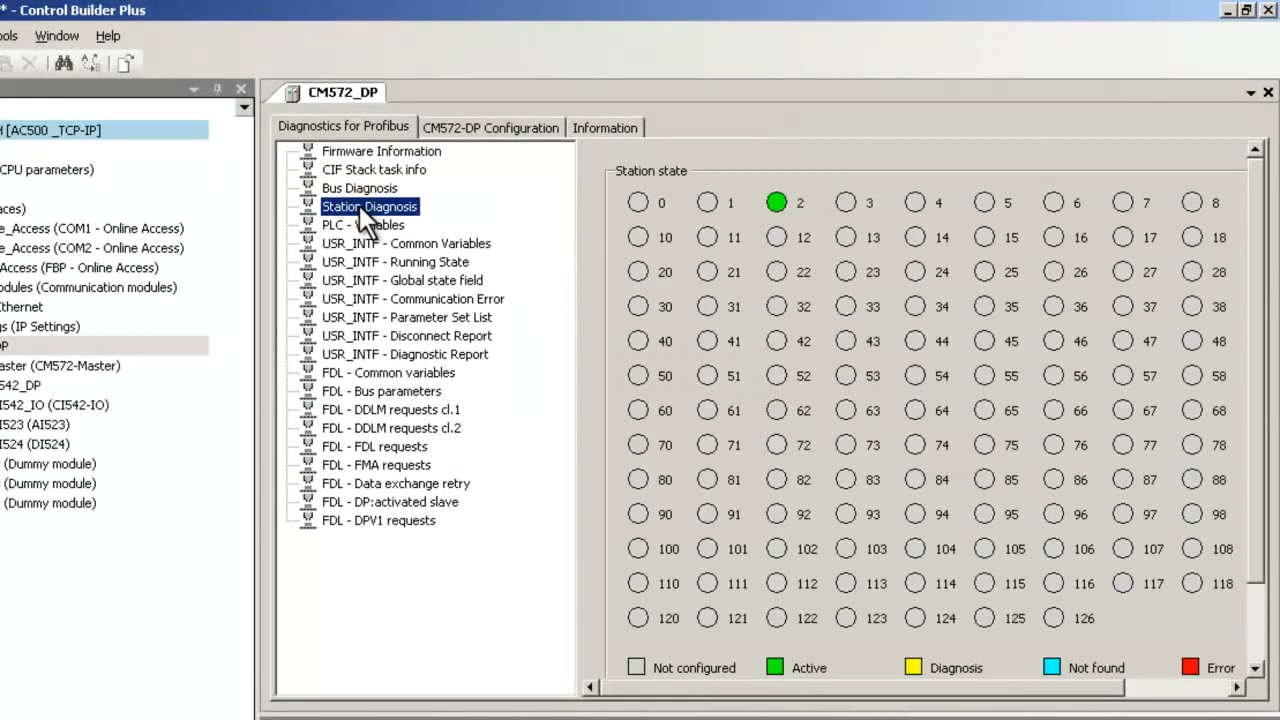 * - Control Builder Plus
ols Window Help
CM572_DP
H [AC500 _TCP-IP]
CPU parameters)
aces)
e_Access (COM1 - Online Access)
e_Access (COM2 - Online Access)
Access (FBP - Online Access)
odules (Communication modules)
thernet
gs (IP Settings)
DP
aster (CM572-Master)
I542_DP
I542_IO (CI542-IO)
I523 (AI523)
I524 (DI524)
(Dummy module)
(Dummy module)
(Dummy module)
Diagnostics for Profibus CM572-DP Configuration Information
Firmware Information
CIF Stack task info
Bus Diagnosis
Station Diagnosis
PLC - Variables
USR_INTF - Common Variables
USR_INTF - Running State
USR_INTF - Global state field
USR_INTF - Communication Error
USR_INTF - Parameter Set List
USR_INTF - Disconnect Report
USR_INTF - Diagnostic Report
FDL - Common variables
FDL - Bus parameters
FDL - DDLM requests cl.1
FDL - DDLM requests cl.2
FDL - FDL requests
FDL - FMA requests
FDL - Data exchange retry
FDL - DP:activated slave
FDL - DPV1 requests
Station state
0 1 2 3 4 5 6 7 8
10 11 12 13 14 15 16 17 18
20 21 22 23 24 25 26 27 28
30 31 32 33 34 35 36 37 38
40 41 42 43 44 45 46 47 48
50 51 52 53 54 55 56 57 58
60 61 62 63 64 65 66 67 68
70 71 72 73 74 75 76 77 78
80 81 82 83 84 85 86 87 88
90 91 92 93 94 95 96 97 98
100 101 102 103 104 105 106 107 108
110 111 112 113 114 115 116 117 118
120 121 122 123 124 125 126
Not configured Active Diagnosis Not found Error